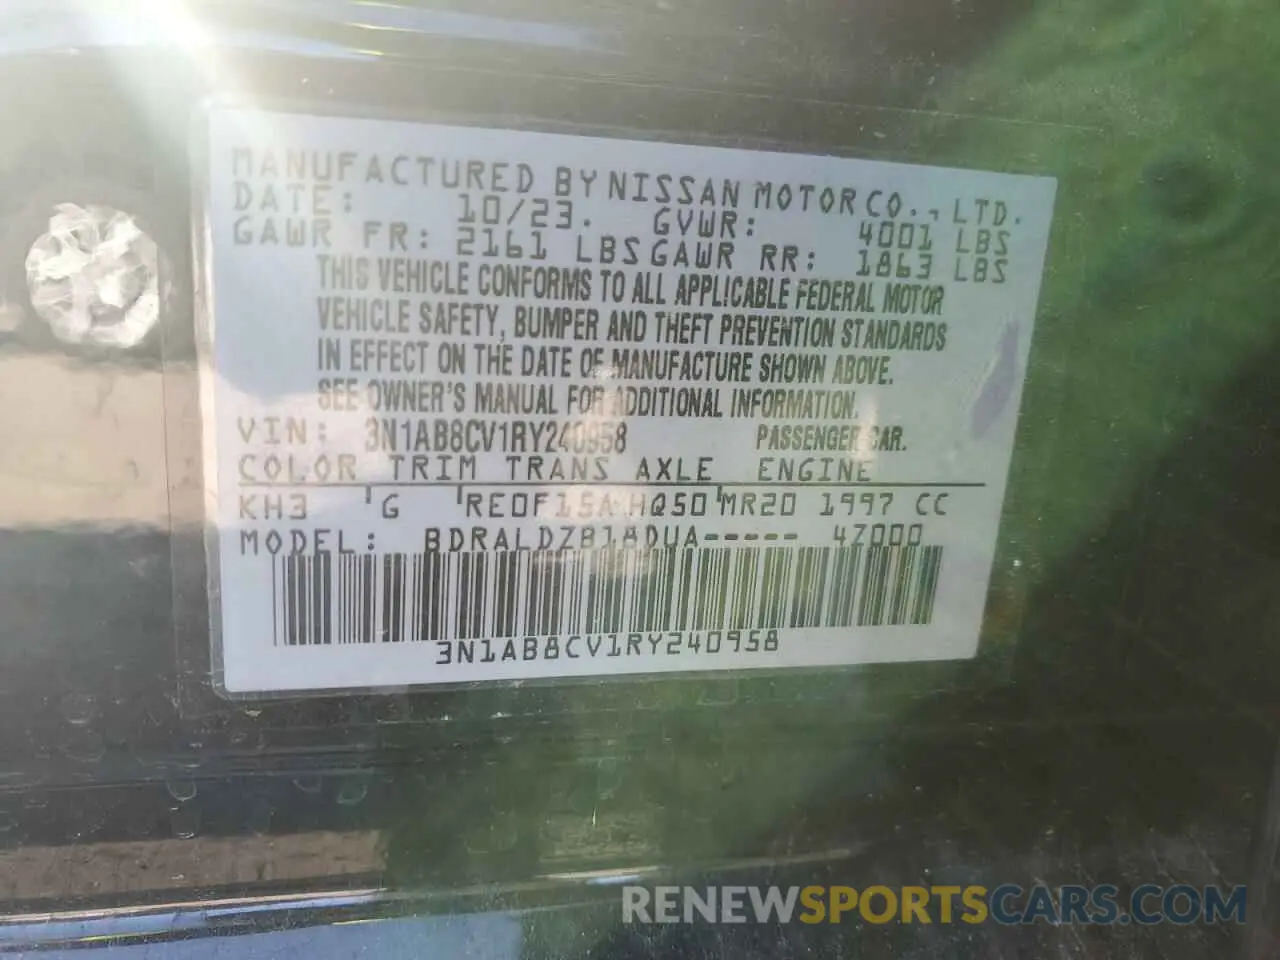 MANUFACTURED BY NISSAN MOTOR CO., LTD.
DATE: 10/23. GVWR: 4001 LBS
GAWR FR: 2161 LBS GAWR RR: 1863 LBS
THIS VEHICLE CONFORMS TO ALL APPLICABLE FEDERAL MOTOR
VEHICLE SAFETY, BUMPER AND THEFT PREVENTION STANDARDS
IN EFFECT ON THE DATE OF MANUFACTURE SHOWN ABOVE.
SEE OWNER'S MANUAL FOR ADDITIONAL INFORMATION.
VIN: 3N1AB8CV1RY240958 PASSENGER CAR.
COLOR TRIM TRANS AXLE ENGINE
KH3 G RE0F15A HQ50 MR20 1997 CC
MODEL: BDRALDZB18DUA----- 4Z000
3N1AB8CV1RY240958
RENEWSPORTSCARS.COM